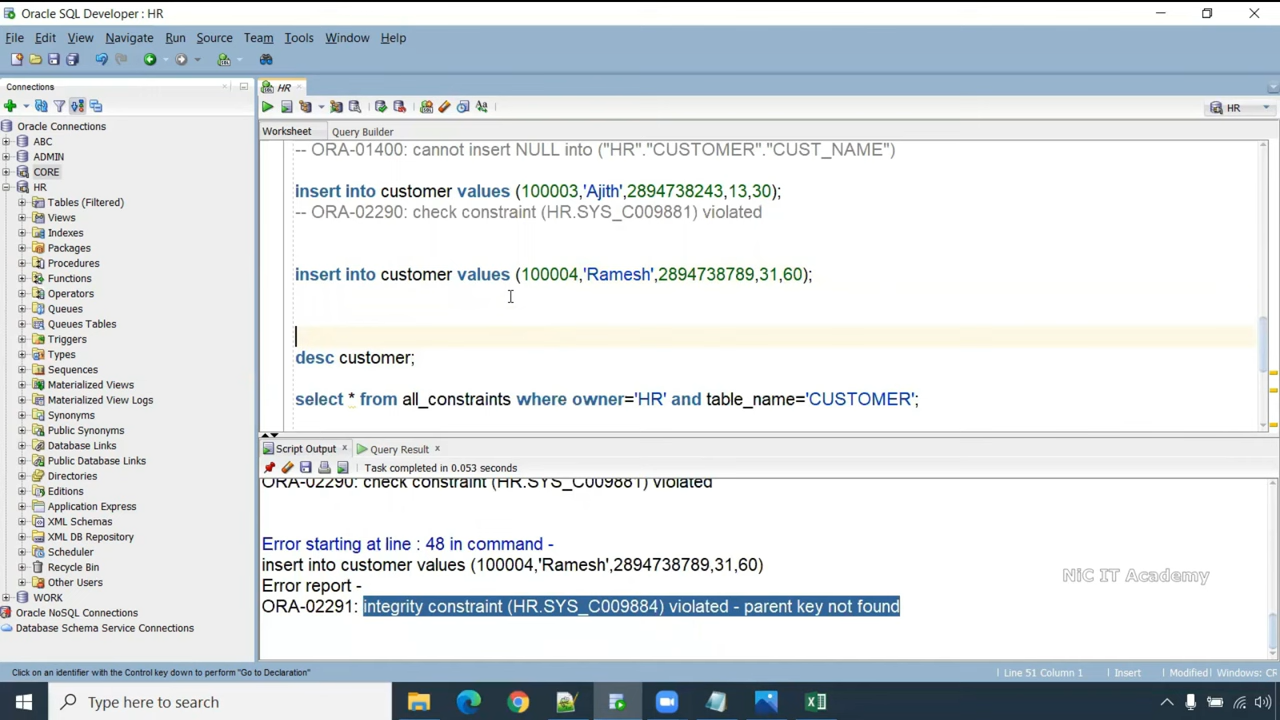 Oracle SQL Developer : HR
File Edit View Navigate Run Source Team Tools Window Help
Connections
HR
HR
Worksheet Query Builder
Oracle Connections
ABC
ADMIN
CORE
HR
Tables (Filtered)
Views
Indexes
Packages
Procedures
Functions
Operators
Queues
Queues Tables
Triggers
Types
Sequences
Materialized Views
Materialized View Logs
Synonyms
Public Synonyms
Database Links
Public Database Links
Directories
Editions
Application Express
XML Schemas
XML DB Repository
Scheduler
Recycle Bin
Other Users
WORK
Oracle NoSQL Connections
Database Schema Service Connections
-- ORA-01400: cannot insert NULL into ("HR"."CUSTOMER"."CUST_NAME")
insert into customer values (100003,'Ajith',2894738243,13,30);
-- ORA-02290: check constraint (HR.SYS_C009881) violated
insert into customer values (100004,'Ramesh',2894738789,31,60);
desc customer;
select * from all_constraints where owner='HR' and table_name='CUSTOMER';
Script Output Query Result
Task completed in 0.053 seconds
ORA-02290: check constraint (HR.SYS_C009881) violated
Error starting at line : 48 in command -
insert into customer values (100004,'Ramesh',2894738789,31,60)
Error report -
ORA-02291: integrity constraint (HR.SYS_C009884) violated - parent key not found
NiC IT Academy
Click on an identifier with the Control key down to perform "Go to Declaration"
Line 51 Column 1 Insert Modified Windows: CR
Type here to search